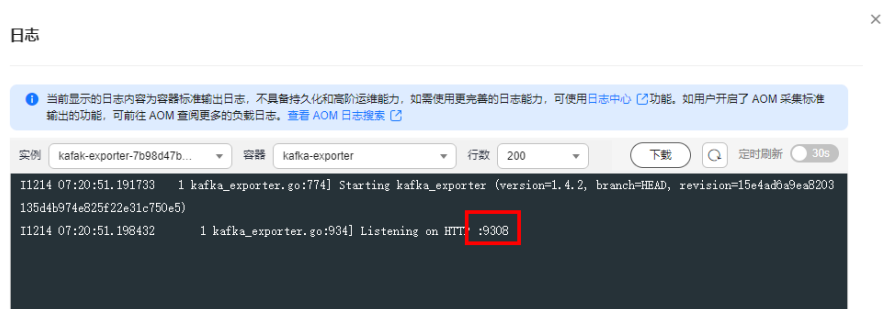 日志
当前显示的日志内容为容器标准输出日志，不具备持久化和高阶运维能力，如需使用更完善的日志能力，可使用日志中心 功能。如用户开启了 AOM 采集标准
输出的功能，可前往 AOM 查阅更多的负载日志。查看 AOM 日志搜索
实例 kafak-exporter-7b98d47b... 容器 kafka-exporter 行数 200 下载 定时刷新 30s
I1214 07:20:51.191733 1 kafka_exporter.go:774] Starting kafka_exporter (version=1.4.2, branch=HEAD, revision=15e4ad6a9ea8203
135d4b974e825f22e31c750e5)
I1214 07:20:51.198432 1 kafka_exporter.go:934] Listening on HTTP :9308